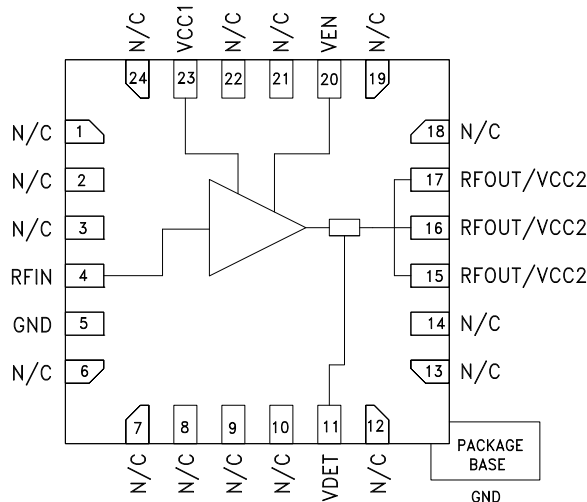 N/C
VCC1
N/C
N/C
VEN
N/C
24
23
22
21
20
19
N/C 1
18 N/C
N/C 2
17 RFOUT/VCC2
N/C 3
16 RFOUT/VCC2
RFIN 4
15 RFOUT/VCC2
GND 5
14 N/C
N/C 6
13 N/C
7
8
9
10
11
12
N/C
N/C
N/C
N/C
VDET
N/C
PACKAGE
BASE
GND